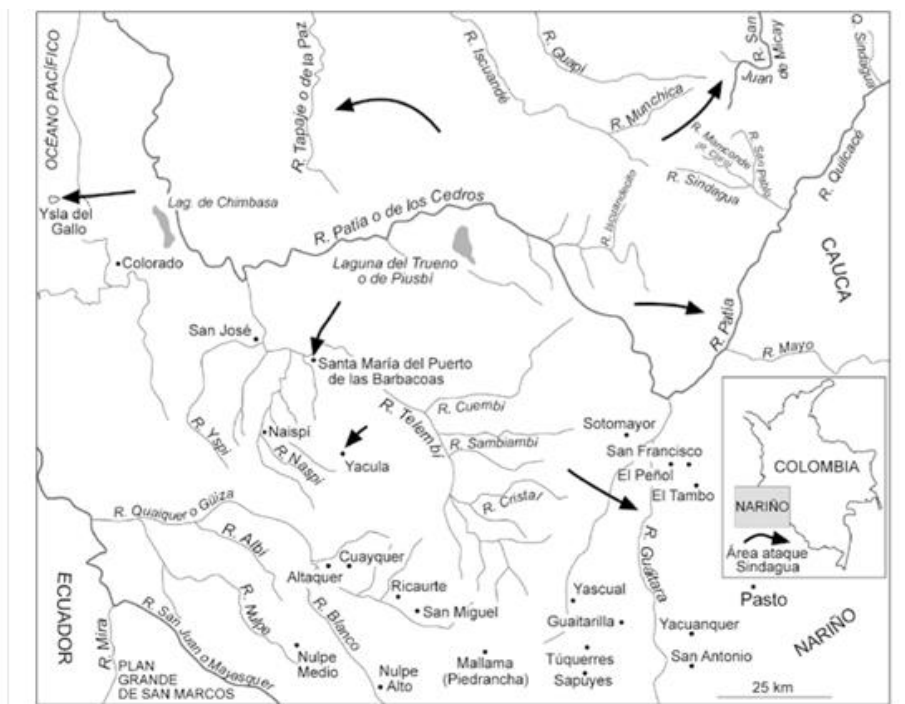 OCÉANO PACÍFICO
R. Tapaje o de la Paz
R. Iscuandé
R. Guapi
R. San
Juan
de Micay
Q. Sindagua
R. Munchica
R. San Pablo
R. Sindagua
R. Quilcacé
R. Iscuandecito
Ysla del
Gallo
Lag. de Chimbasa
R. Patía o de los Cedros
Colorado
Laguna del Trueno
o de Piusbí
CAUCA
R. Patía
San José
R. Mayo
Santa María del Puerto
de las Barbacoas
R. Cuembí
R. Telembí
Sotomayor
R. Yspi
Naispí
R. Sambiambí
R. Naspi
Yacula
San Francisco
El Peñol
El Tambo
COLOMBIA
NARIÑO
R. Cristal
R. Quaiquer o Güiza
R. Albi
R. Guáitara
Área ataque
Sindagua
Cuayquer
Altaquer
Ricaurte
San Miguel
Yascual
Pasto
ECUADOR
R. Mira
R. San Juan o Mayasquer
R. Nulpe
R. Blanco
Guaitarilla
Yacuanquer
NARIÑO
Nulpe
Medio
Nulpe
Alto
Mallama
(Piedrancha)
Túquerres
Sapuyes
San Antonio
PLAN
GRANDE
DE SAN MARCOS
25 km